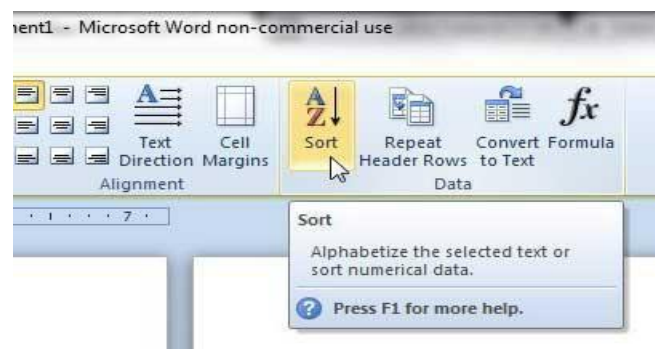 nent1 - Microsoft Word non-commercial use
Text Direction
Cell Margins
Sort
Repeat Header Rows
Convert to Text
Formula
Alignment
Data
7
Sort
Alphabetize the selected text or
sort numerical data.
Press F1 for more help.